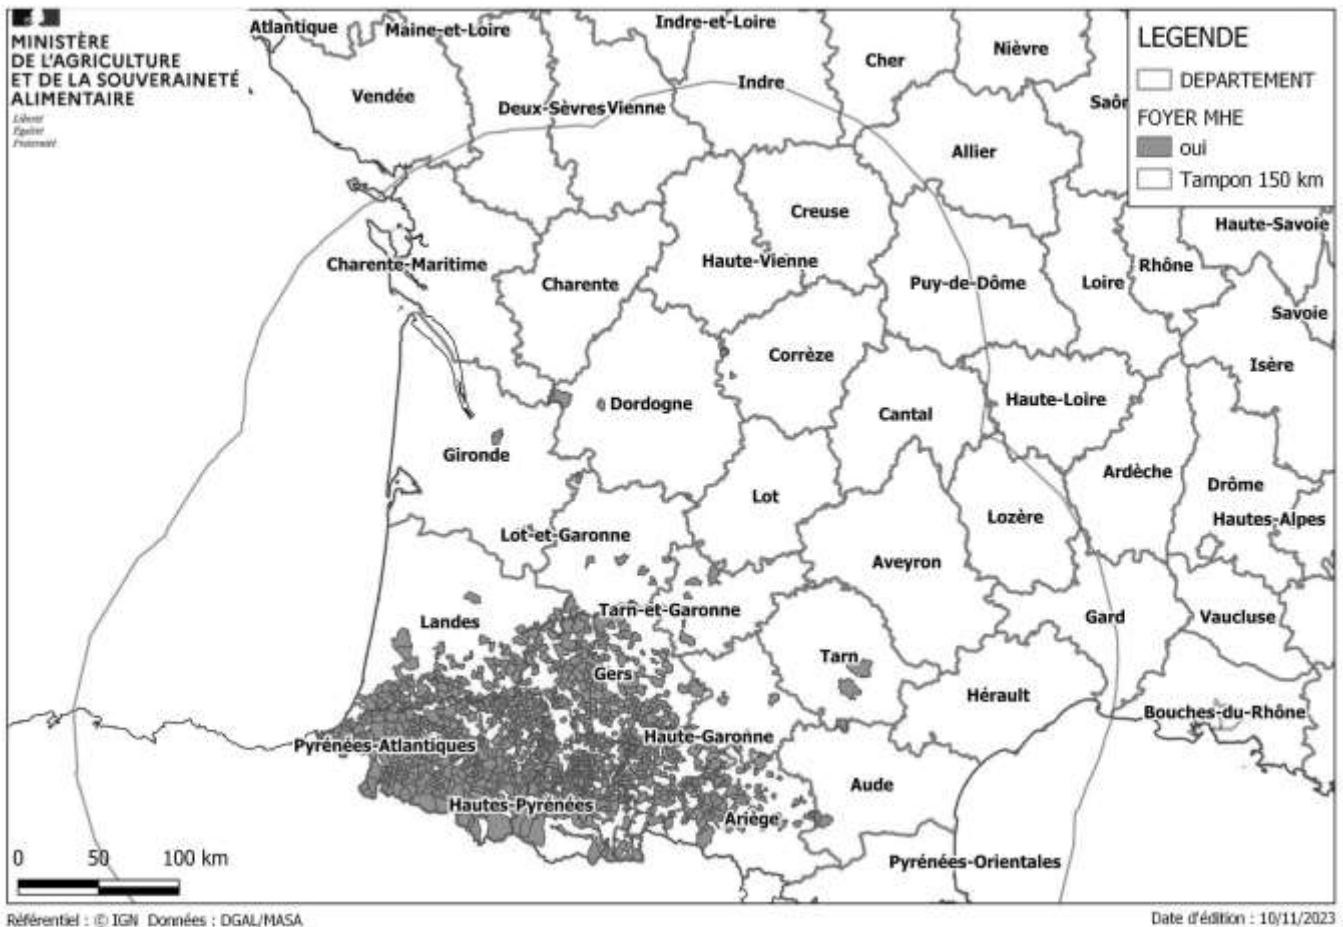 MINISTÈRE
DE L'AGRICULTURE
ET DE LA SOUVERAINETÉ
ALIMENTAIRE
Liberté
Égalité
Fraternité
Atlantique
Maine-et-Loire
Indre-et-Loire
Cher
Nièvre
Vendée
Deux-Sèvres
Vienne
Indre
Saôn
Allier
LEGENDE
DEPARTEMENT
FOYER MHE
oui
Tampon 150 km
Creuse
Haute-Savoie
Charente-Maritime
Charente
Haute-Vienne
Puy-de-Dôme
Loire
Rhône
Savoie
Corrèze
Isère
Dordogne
Cantal
Haute-Loire
Gironde
Ardèche
Drôme
Lot
Lozère
Hautes-Alpes
Lot-et-Garonne
Aveyron
Landes
Tarn-et-Garonne
Gard
Vaucluse
Gers
Tarn
Hérault
Bouches-du-Rhône
Pyrénées-Atlantiques
Haute-Garonne
Aude
Hautes-Pyrénées
Ariège
Pyrénées-Orientales
0 50 100 km
Référentiel : © IGN Données : DGAL/MASA
Date d'édition : 10/11/2023